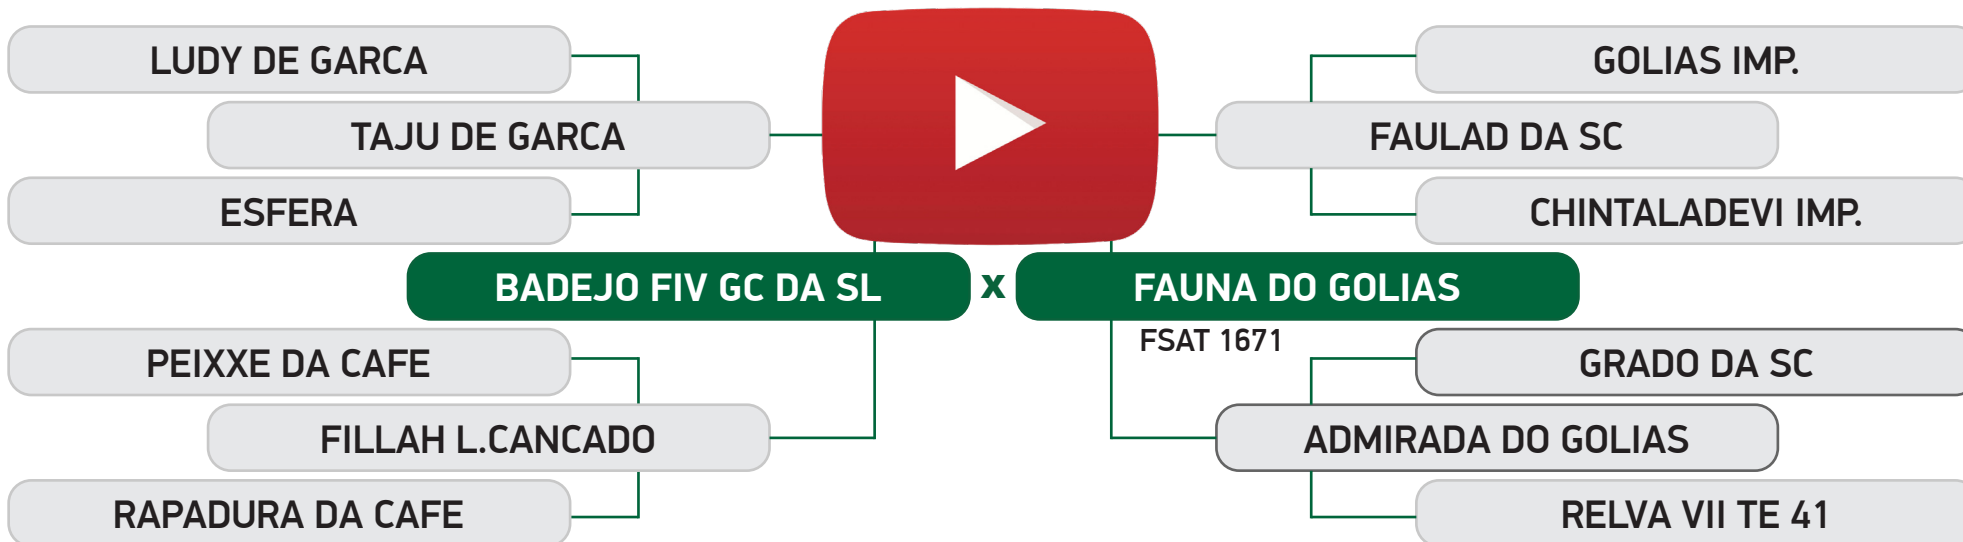 LUDY DE GARCA
GOLIAS IMP.
TAJU DE GARCA
FAULAD DA SC
ESFERA
CHINTALADEVI IMP.
BADEJO FIV GC DA SL x FAUNA DO GOLIAS
FSAT 1671
PEIXXE DA CAFE
GRADO DA SC
FILLAH L.CANCADO
ADMIRADA DO GOLIAS
RAPADURA DA CAFE
RELVA VII TE 41